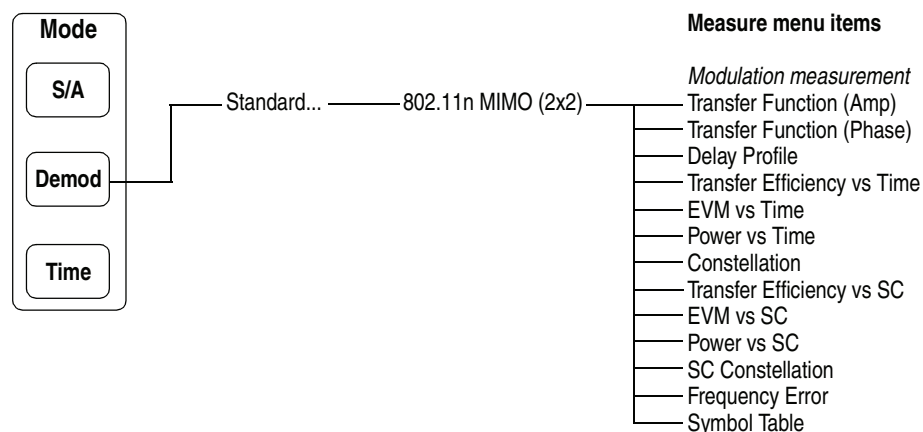 Mode
S/A
Demod
Time
Standard...
802.11n MIMO (2x2)
Measure menu items
Modulation measurement
Transfer Function (Amp)
Transfer Function (Phase)
Delay Profile
Transfer Efficiency vs Time
EVM vs Time
Power vs Time
Constellation
Transfer Efficiency vs SC
EVM vs SC
Power vs SC
SC Constellation
Frequency Error
Symbol Table